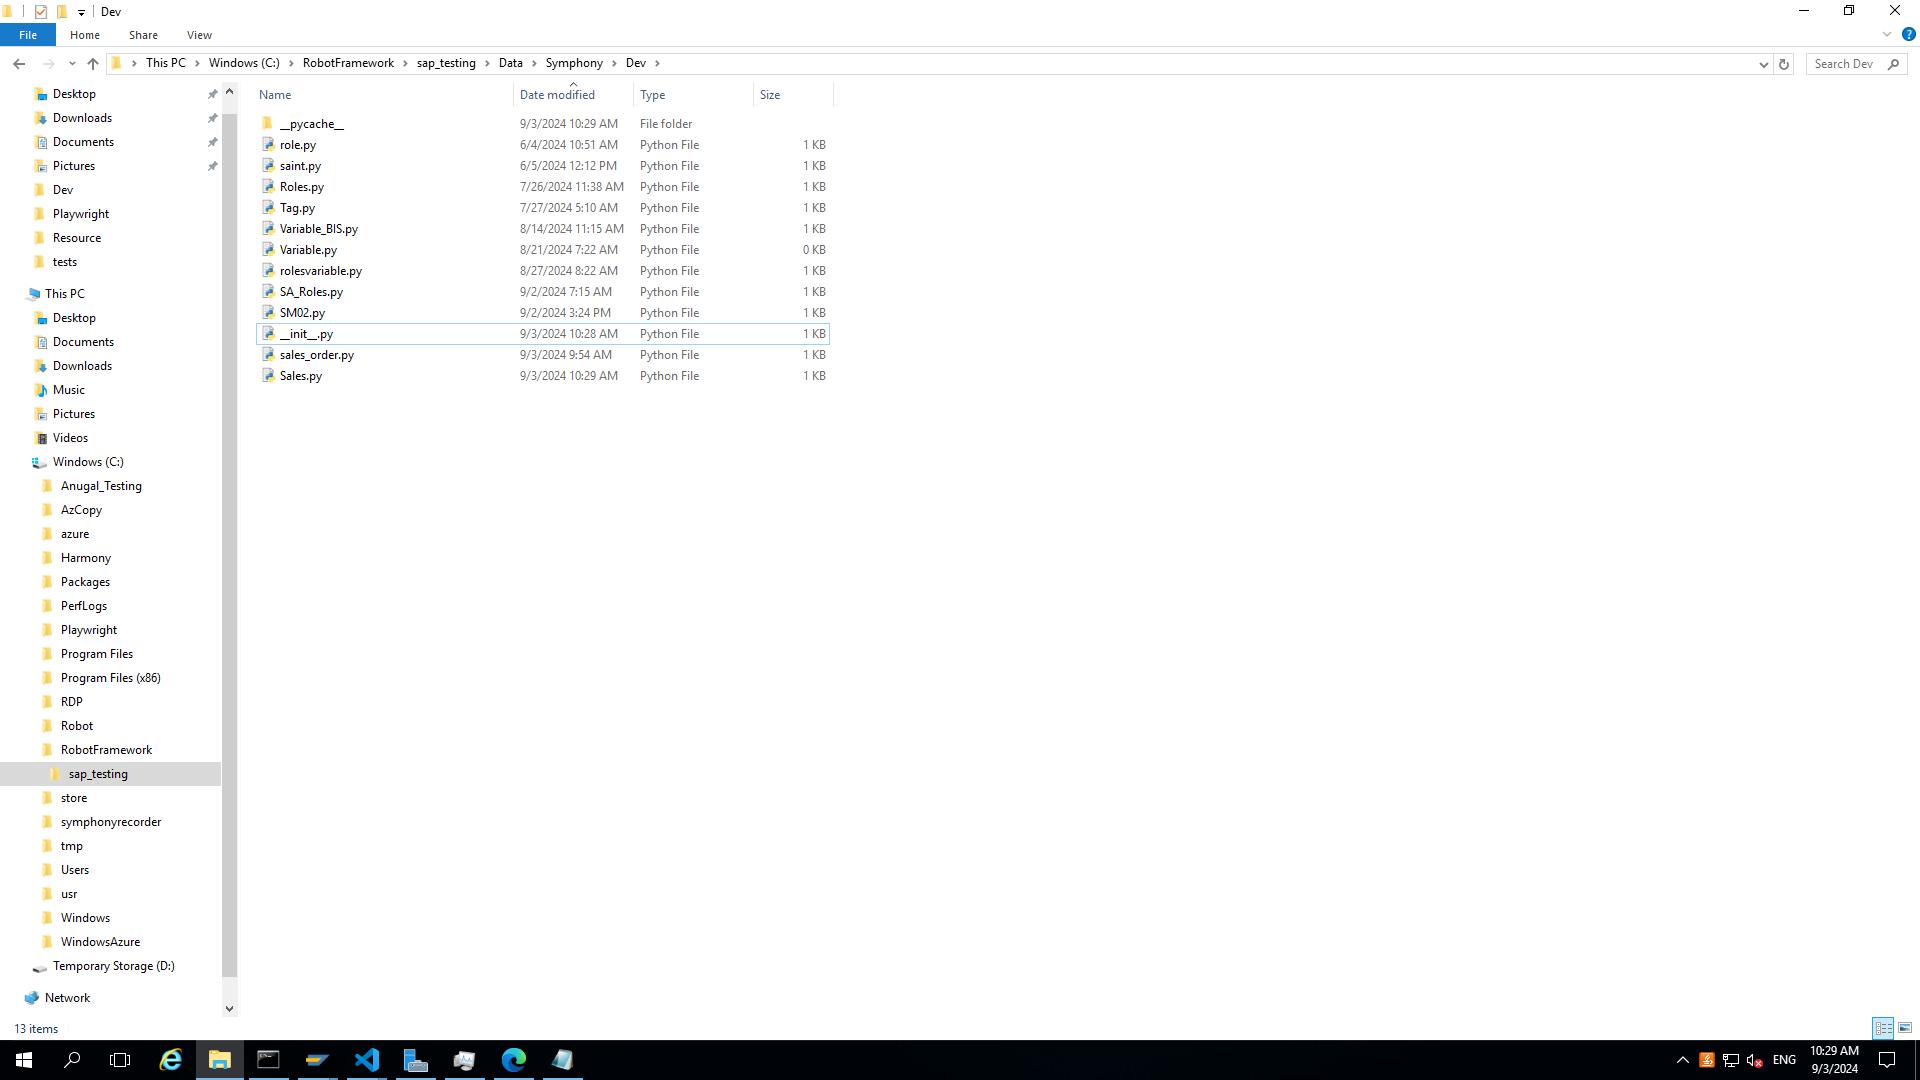 Dev
File Home Share View
This PC Windows (C:) RobotFramework sap_testing Data Symphony Dev
Search Dev
Desktop
Downloads
Documents
Pictures
Dev
Playwright
Resource
tests
This PC
Desktop
Documents
Downloads
Music
Pictures
Videos
Windows (C:)
Anugal_Testing
AzCopy
azure
Harmony
Packages
PerfLogs
Playwright
Program Files
Program Files (x86)
RDP
Robot
RobotFramework
sap_testing
store
symphonyrecorder
tmp
Users
usr
Windows
WindowsAzure
Temporary Storage (D:)
Network
Name Date modified Type Size
__pycache__ 9/3/2024 10:29 AM File folder
role.py 6/4/2024 10:51 AM Python File 1 KB
saint.py 6/5/2024 12:12 PM Python File 1 KB
Roles.py 7/26/2024 11:38 AM Python File 1 KB
Tag.py 7/27/2024 5:10 AM Python File 1 KB
Variable_BIS.py 8/14/2024 11:15 AM Python File 1 KB
Variable.py 8/21/2024 7:22 AM Python File 0 KB
rolesvariable.py 8/27/2024 8:22 AM Python File 1 KB
SA_Roles.py 9/2/2024 7:15 AM Python File 1 KB
SM02.py 9/2/2024 3:24 PM Python File 1 KB
__init__.py 9/3/2024 10:28 AM Python File 1 KB
sales_order.py 9/3/2024 9:54 AM Python File 1 KB
Sales.py 9/3/2024 10:29 AM Python File 1 KB
13 items
ENG
10:29 AM
9/3/2024